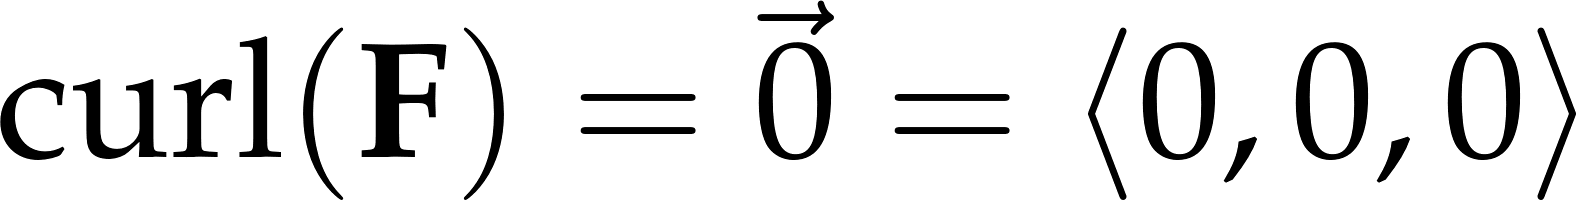 curl(𝐅) = 0⃗ = ⟨0, 0, 0⟩